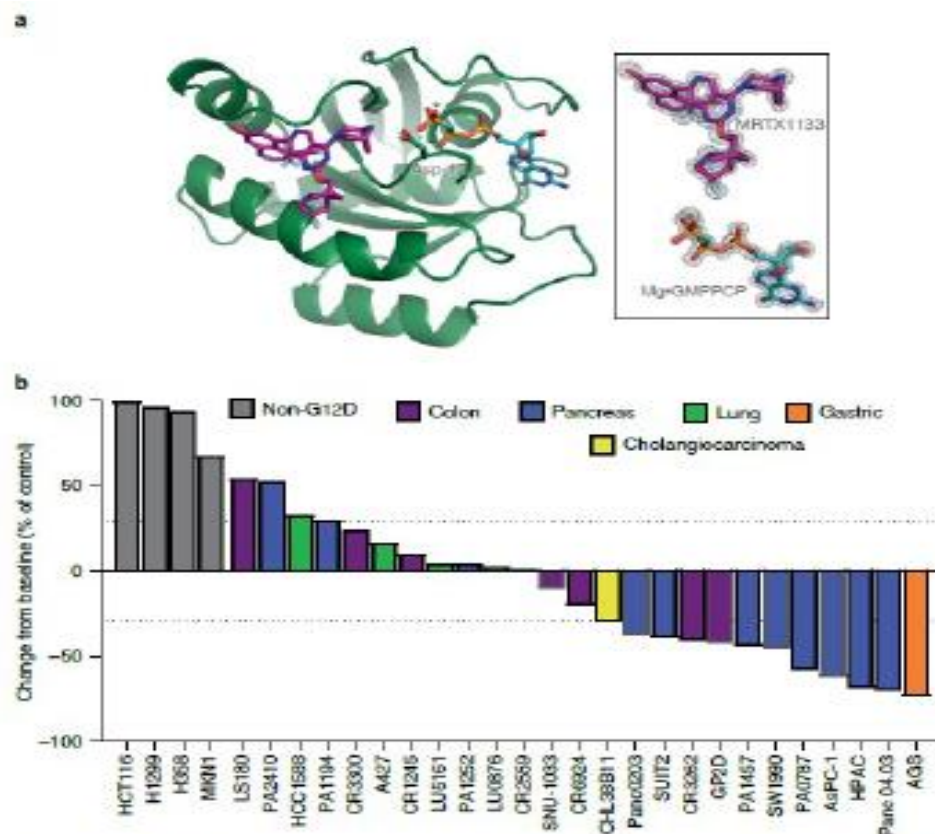 a
MRTX1133
Mg•GMPPCP
b
Non-G12D
Colon
Pancreas
Lung
Gastric
Cholangiocarcinoma
Change from baseline (% of control)
100
50
0
−50
−100
HCT116
H1299
H358
MKN1
LS180
PA2410
HCC1588
PA1194
CR3300
A427
CR1245
LU5161
PA1252
LU0876
CR2559
SNU-1033
CR6924
Panc0203
SUIT2
CR3262
GP2D
PA1457
SW1990
PA0787
AsPC-1
HPAC
Panc 04.03
AGS